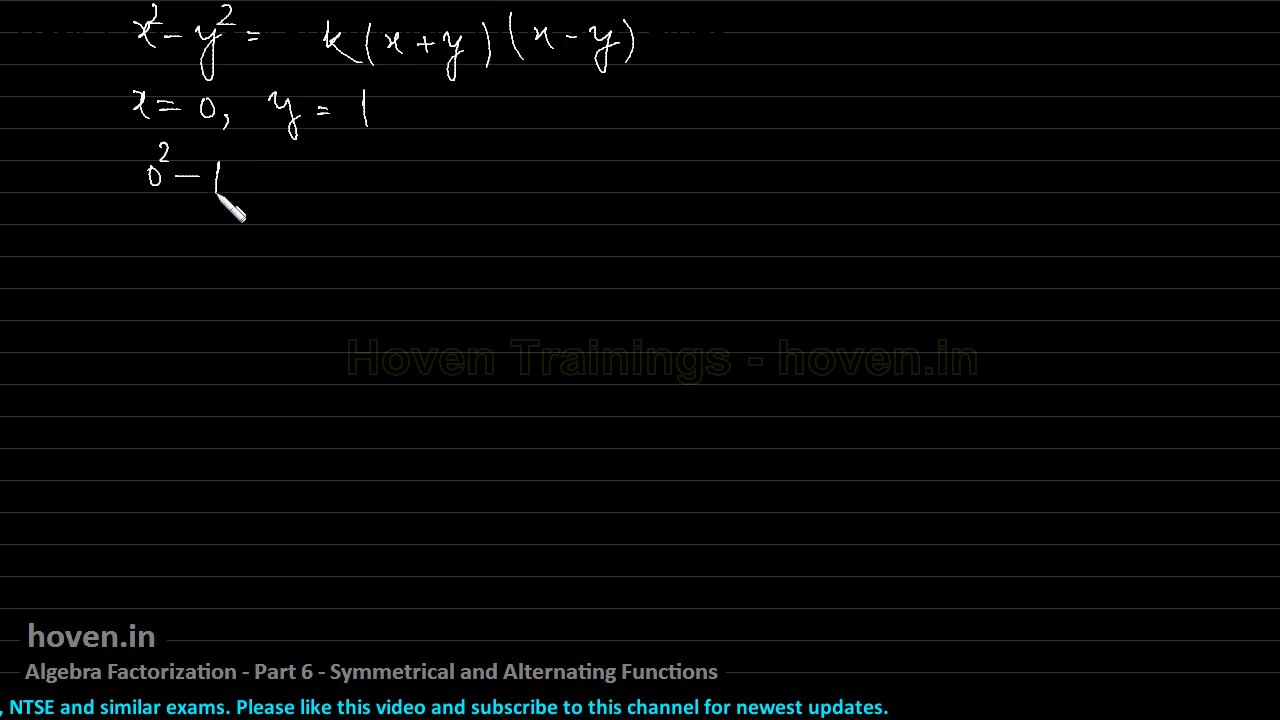 x² - y² = k(x+y)(x-y)
x = 0, y = 1
0² - 1
Hoven Trainings - hoven.in
hoven.in
Algebra Factorization - Part 6 - Symmetrical and Alternating Functions
, NTSE and similar exams. Please like this video and subscribe to this channel for newest updates.